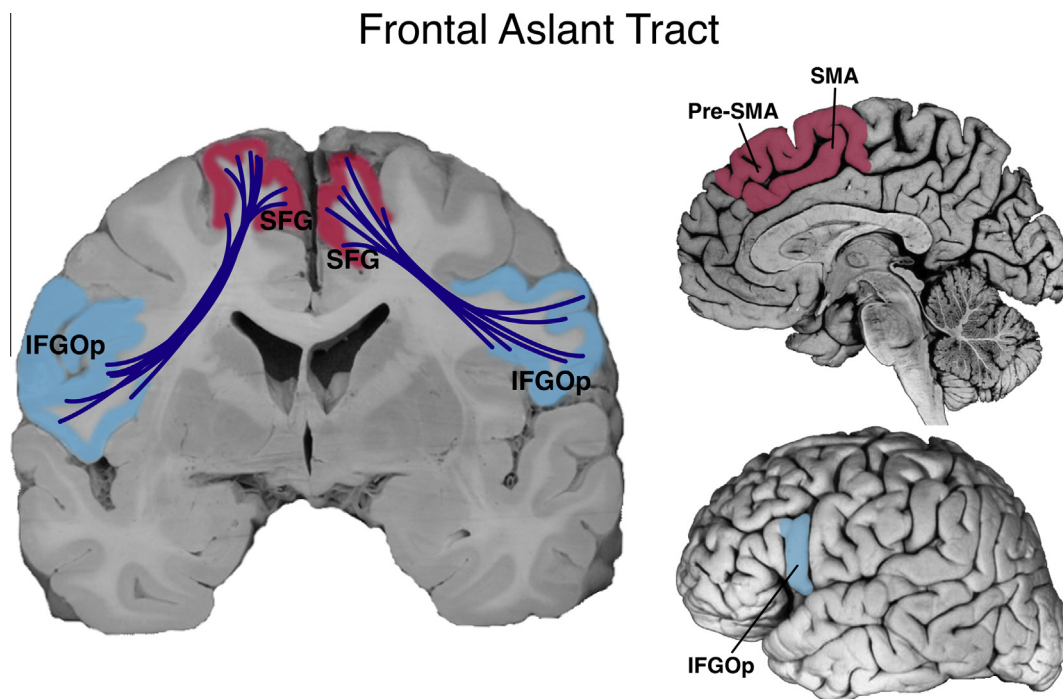 Frontal Aslant Tract
SMA
Pre-SMA
SFG
SFG
IFGOp
IFGOp
IFGOp